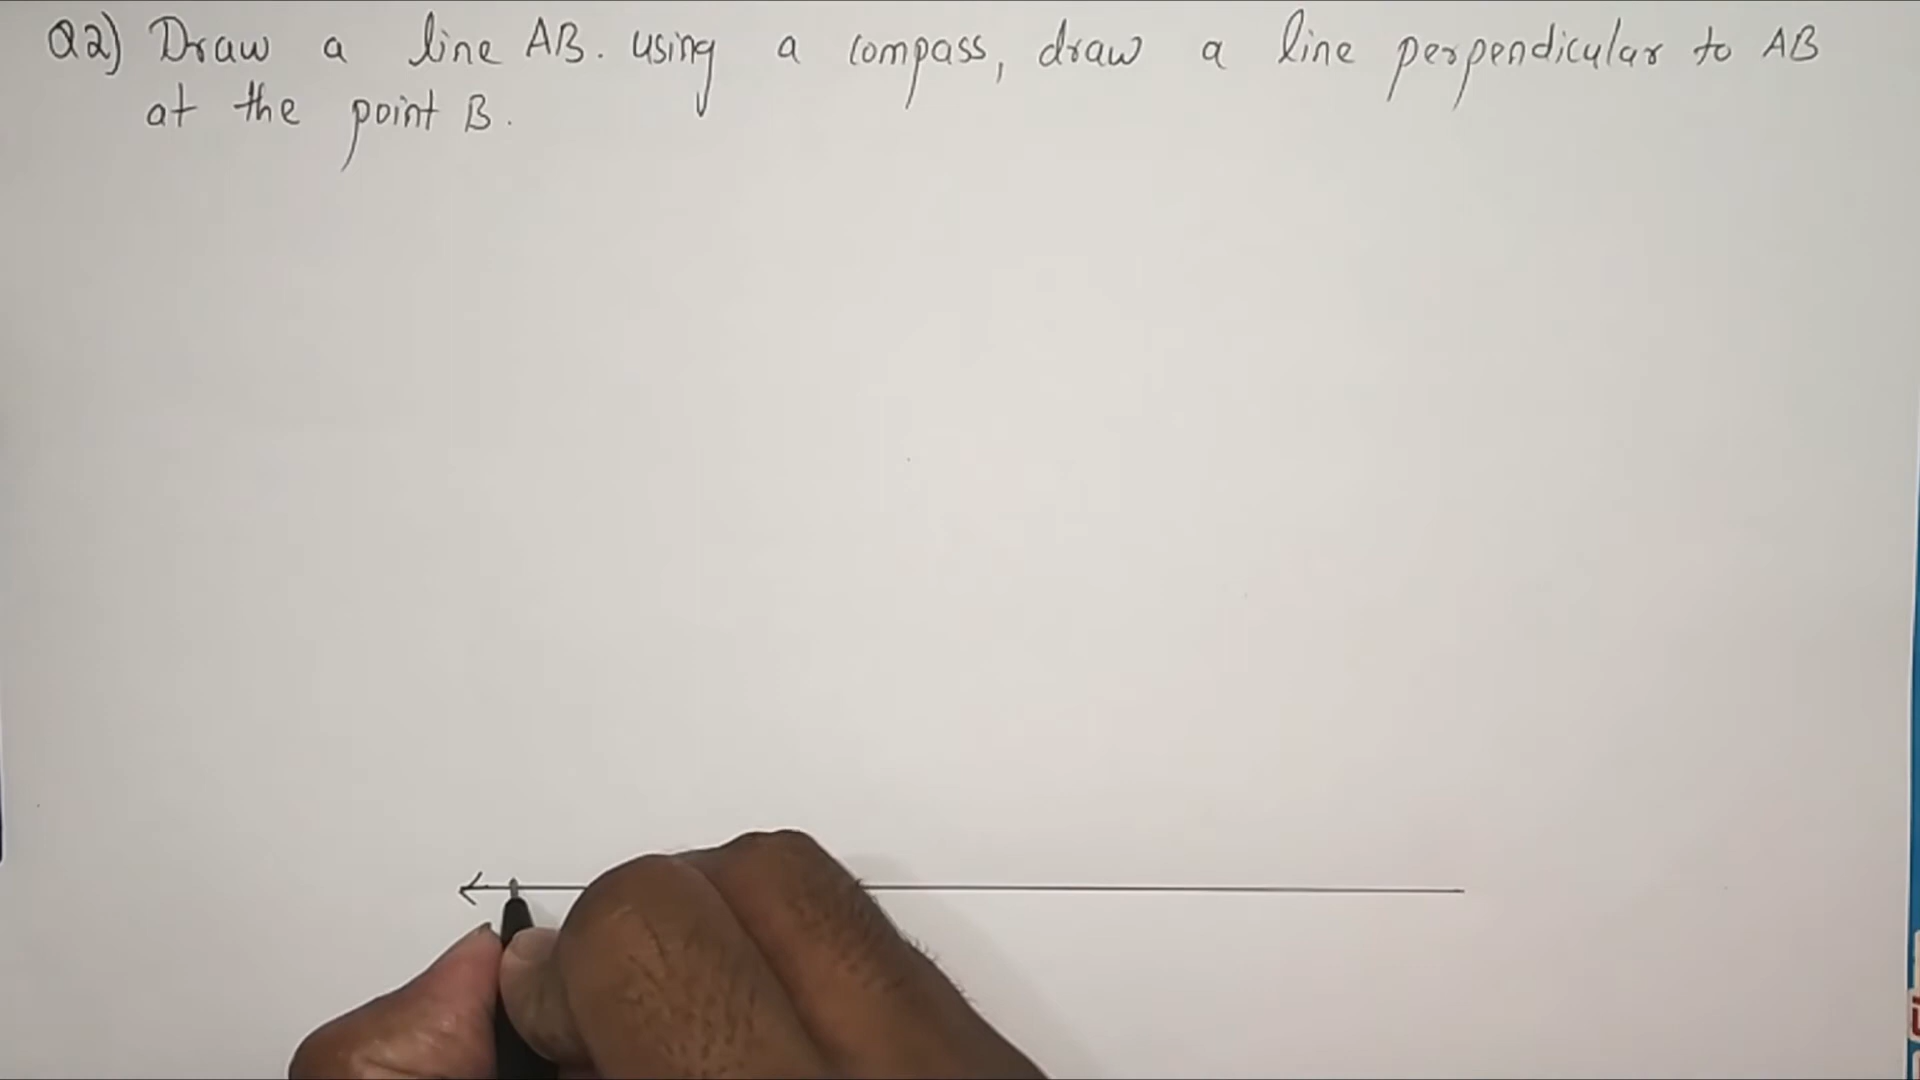 Q2) Draw a line AB. using a compass, draw a line perpendicular to AB
at the point B.